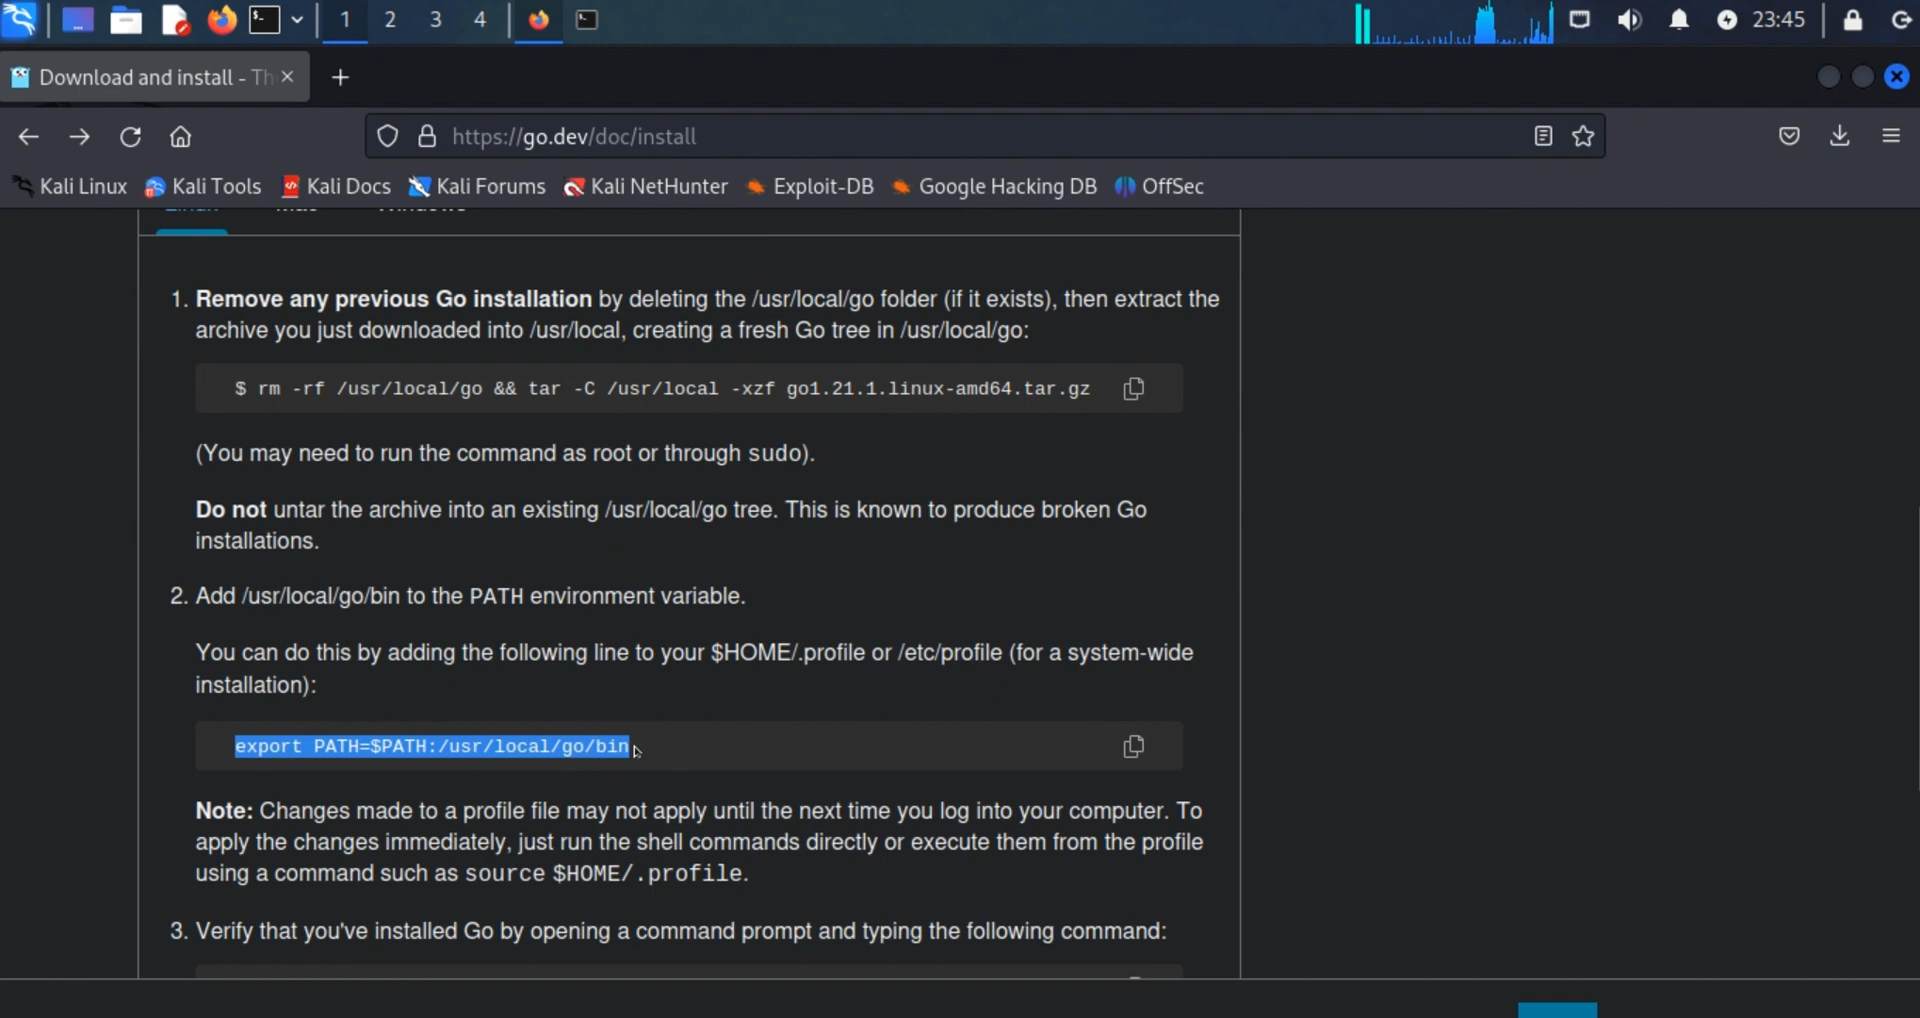 1 2 3 4 23:45
Download and install - Th
https://go.dev/doc/install
Kali Linux Kali Tools Kali Docs Kali Forums Kali NetHunter Exploit-DB Google Hacking DB OffSec
1. Remove any previous Go installation by deleting the /usr/local/go folder (if it exists), then extract the
archive you just downloaded into /usr/local, creating a fresh Go tree in /usr/local/go:
$ rm -rf /usr/local/go && tar -C /usr/local -xzf go1.21.1.linux-amd64.tar.gz
(You may need to run the command as root or through sudo).
Do not untar the archive into an existing /usr/local/go tree. This is known to produce broken Go
installations.
2. Add /usr/local/go/bin to the PATH environment variable.
You can do this by adding the following line to your $HOME/.profile or /etc/profile (for a system-wide
installation):
export PATH=$PATH:/usr/local/go/bin
Note: Changes made to a profile file may not apply until the next time you log into your computer. To
apply the changes immediately, just run the shell commands directly or execute them from the profile
using a command such as source $HOME/.profile.
3. Verify that you've installed Go by opening a command prompt and typing the following command: